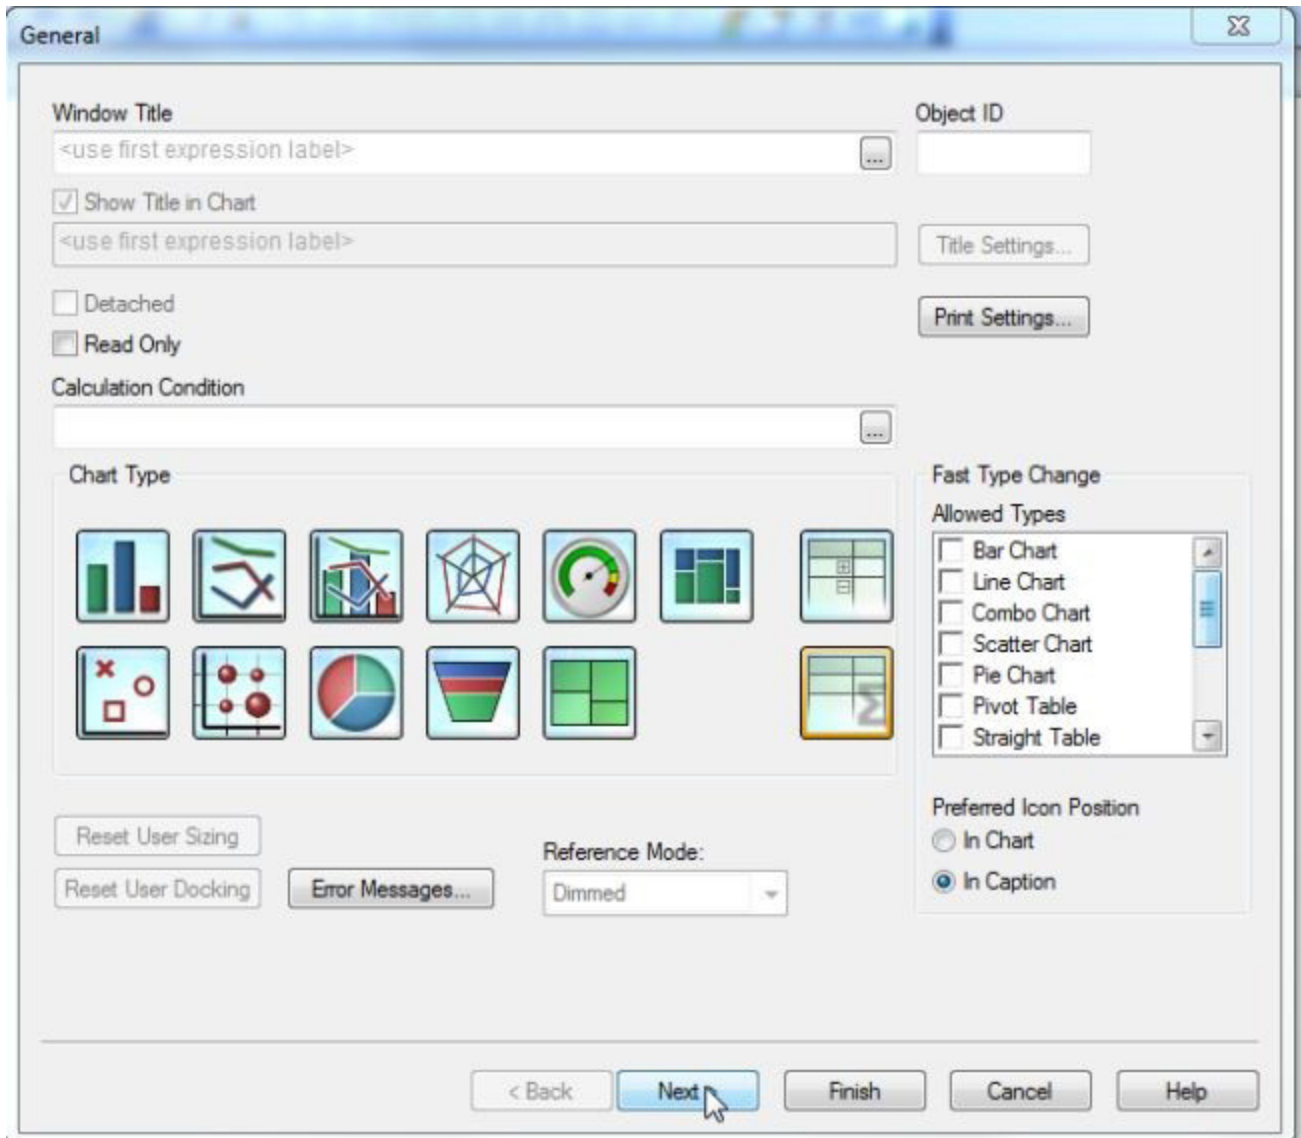 General
Window Title
Object ID
<use first expression label>
...
Show Title in Chart
<use first expression label>
Title Settings...
Detached
Print Settings...
Read Only
Calculation Condition
...
Chart Type
Fast Type Change
Allowed Types
Bar Chart
Line Chart
Combo Chart
Scatter Chart
Pie Chart
Pivot Table
Straight Table
Σ
Preferred Icon Position
In Chart
In Caption
Reset User Sizing
Reference Mode:
Reset User Docking
Error Messages...
Dimmed
< Back
Next
Finish
Cancel
Help